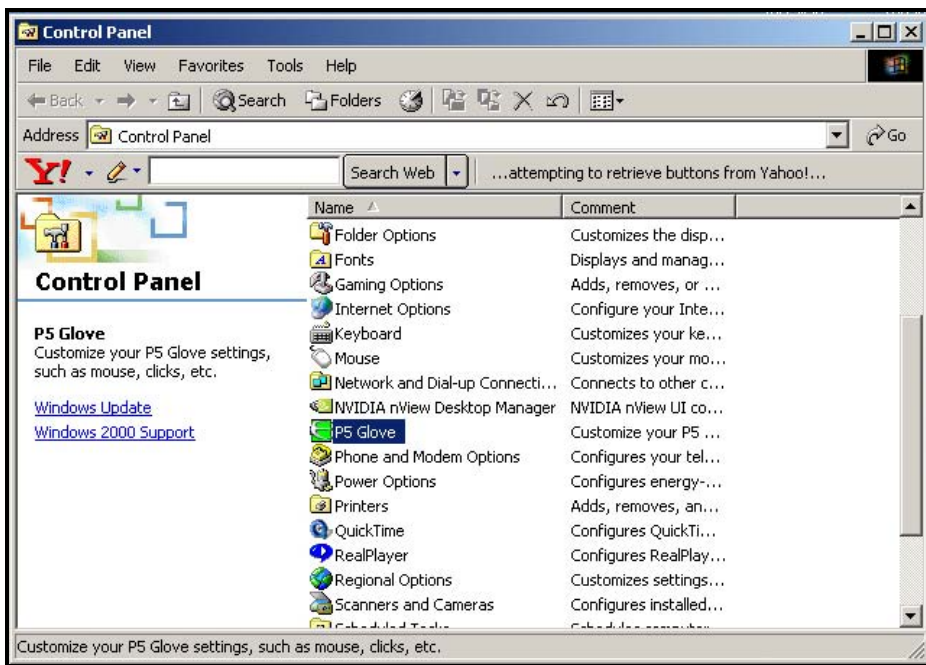 Control Panel
File Edit View Favorites Tools Help
Back Search Folders
Address Control Panel Go
Y! Search Web ...attempting to retrieve buttons from Yahoo!...
Name Comment
Folder Options Customizes the disp...
Fonts Displays and manag...
Gaming Options Adds, removes, or ...
Internet Options Configure your Inte...
Keyboard Customizes your ke...
Mouse Customizes your mo...
Network and Dial-up Connecti... Connects to other c...
NVIDIA nView Desktop Manager NVIDIA nView UI co...
P5 Glove Customize your P5 ...
Phone and Modem Options Configures your tel...
Power Options Configures energy-...
Printers Adds, removes, an...
QuickTime Configures QuickTi...
RealPlayer Configures RealPlay...
Regional Options Customizes settings...
Scanners and Cameras Configures installed...
Control Panel
P5 Glove
Customize your P5 Glove settings,
such as mouse, clicks, etc.
Windows Update
Windows 2000 Support
Customize your P5 Glove settings, such as mouse, clicks, etc.